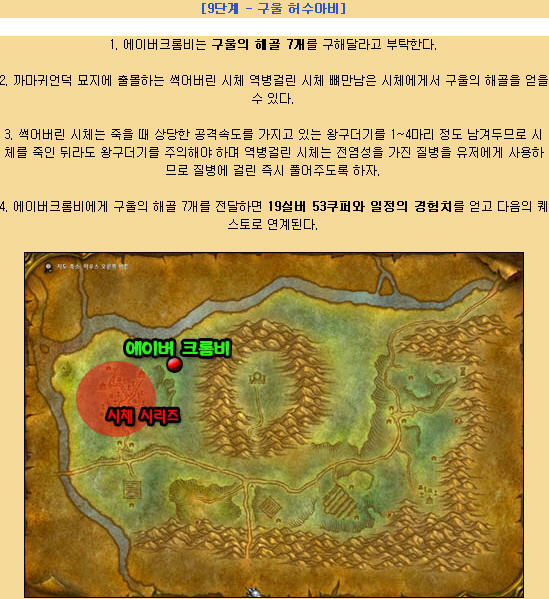 [9단계 - 구울 허수아비]
1. 에이버크롬비는 구울의 해골 7개를 구해달라고 부탁한다.
2. 까마귀언덕 묘지에 출몰하는 썩어버린 시체 역병걸린 시체 뼈만남은 시체에게서 구울의 해골을 얻을
수 있다.
3. 썩어버린 시체는 죽을 때 상당한 공격속도를 가지고 있는 왕구더기를 1~4마리 정도 남겨두므로 시
체를 죽인 뒤라도 왕구더기를 주의해야 하며 역병걸린 시체는 전염성을 가진 질병을 유저에게 사용하
므로 질병에 걸린 즉시 풀어주도록 하자.
4. 에이버크롬비에게 구울의 해골 7개를 전달하면 19실버 53쿠퍼와 일정의 경험치를 얻고 다음의 퀘
스트로 연계된다.
지도 축소: 마우스 오른쪽 버튼
에이버 크롬비
시체 시리즈